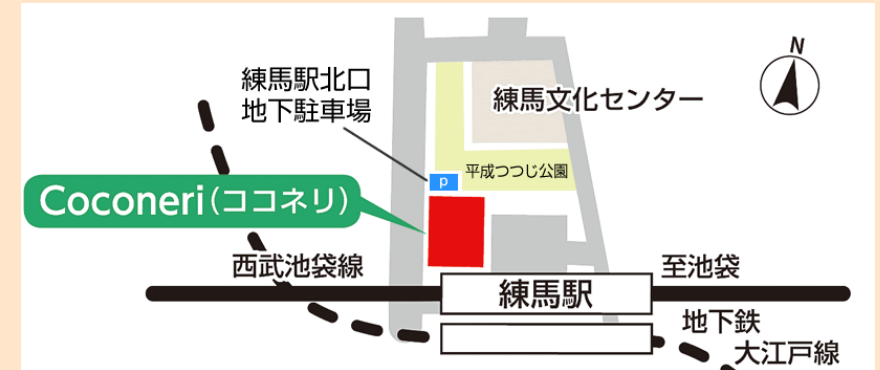 N
練馬駅北口
地下駐車場
練馬文化センター
平成つつじ公園
p
Coconeri(ココネリ)
西武池袋線
至池袋
練馬駅
地下鉄
大江戸線